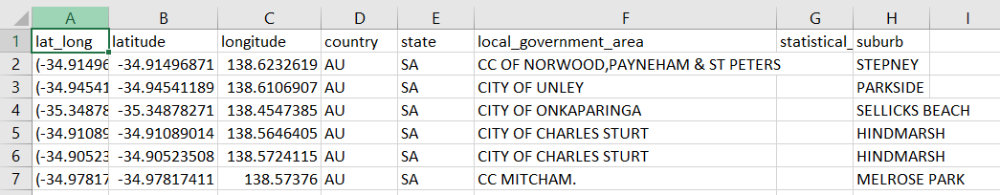 A B C D E F G H I
1 lat_long latitude longitude country state local_government_area statistical_ suburb
2 (-34.91496 -34.91496871 138.6232619 AU SA CC OF NORWOOD,PAYNEHAM & ST PETERS STEPNEY
3 (-34.94541 -34.94541189 138.6106907 AU SA CITY OF UNLEY PARKSIDE
4 (-35.34878 -35.34878271 138.4547385 AU SA CITY OF ONKAPARINGA SELLICKS BEACH
5 (-34.91089 -34.91089014 138.5646405 AU SA CITY OF CHARLES STURT HINDMARSH
6 (-34.90523 -34.90523508 138.5724115 AU SA CITY OF CHARLES STURT HINDMARSH
7 (-34.97817 -34.97817411 138.57376 AU SA CC MITCHAM. MELROSE PARK